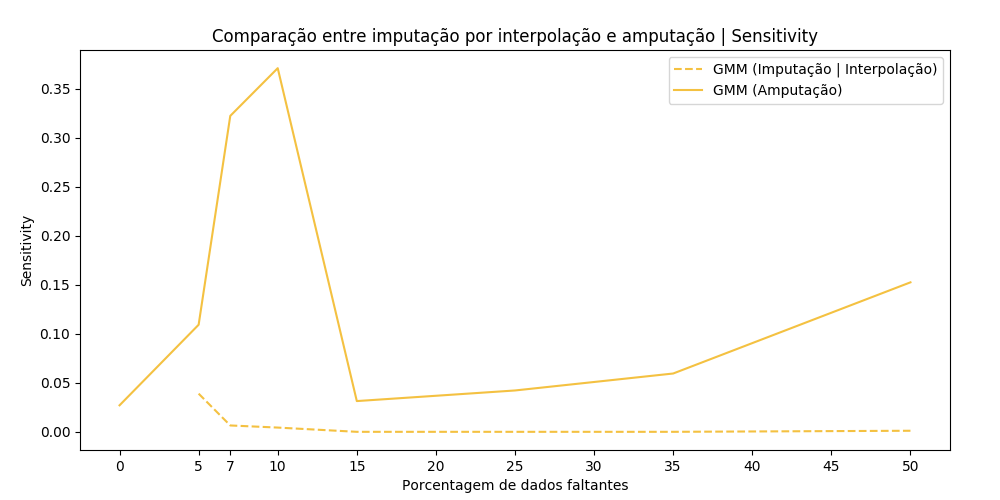 Comparação entre imputação por interpolação e amputação | Sensitivity
GMM (Imputação | Interpolação)
GMM (Amputação)
Sensitivity
0.35
0.30
0.25
0.20
0.15
0.10
0.05
0.00
0 5 7 10 15 20 25 30 35 40 45 50
Porcentagem de dados faltantes